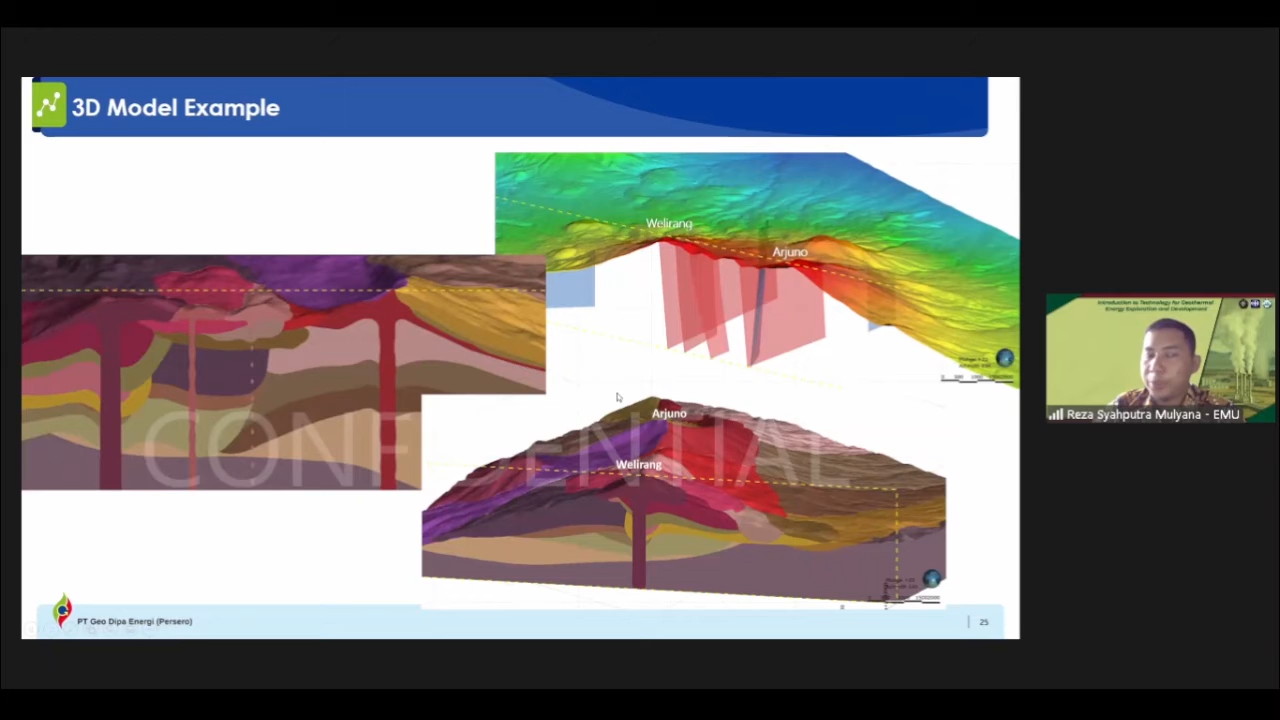 3D Model Example
Welirang
Arjuno
CONFIDENTIAL
Arjuno
Welirang
PT Geo Dipa Energi (Persero)
25
Introduction to Technology for Geothermal
Energy Exploration and Development
Reza Syahputra Mulyana - EMU